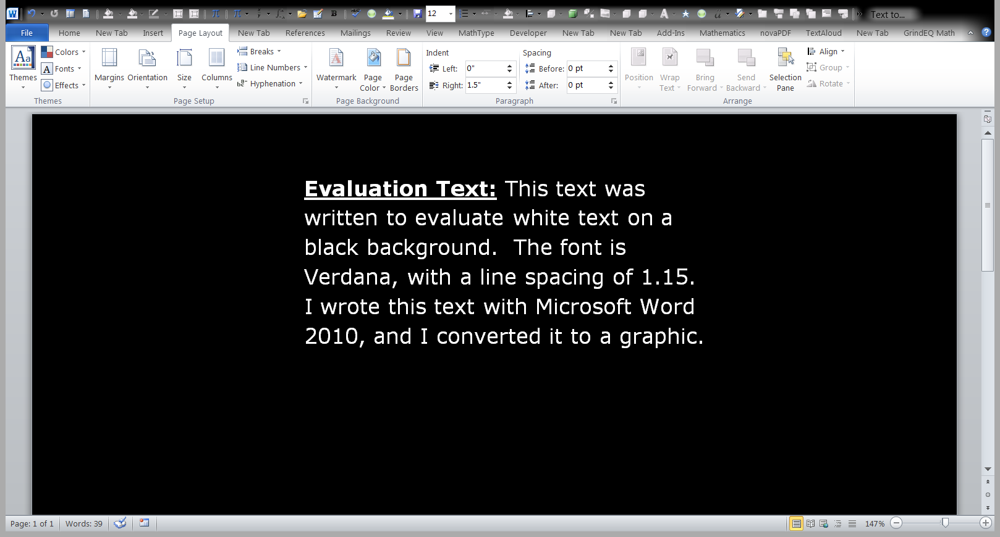 12 Text to...
File Home New Tab Insert Page Layout New Tab References Mailings Review View MathType Developer New Tab New Tab Add-Ins Mathematics novaPDF TextAloud New Tab GrindEQ Math
Aa Colors Breaks Indent Spacing Align
A Fonts Line Numbers Left: 0" Before: 0 pt Group
Themes Margins Orientation Size Columns Watermark Page Page Position Wrap Bring Send Selection
Effects Hyphenation Color Borders Right: 1.5" After: 0 pt Text Forward Backward Pane Rotate
Themes Page Setup Page Background Paragraph Arrange
Evaluation Text: This text was
written to evaluate white text on a
black background.  The font is
Verdana, with a line spacing of 1.15.
I wrote this text with Microsoft Word
2010, and I converted it to a graphic.
Page: 1 of 1 Words: 39 147%